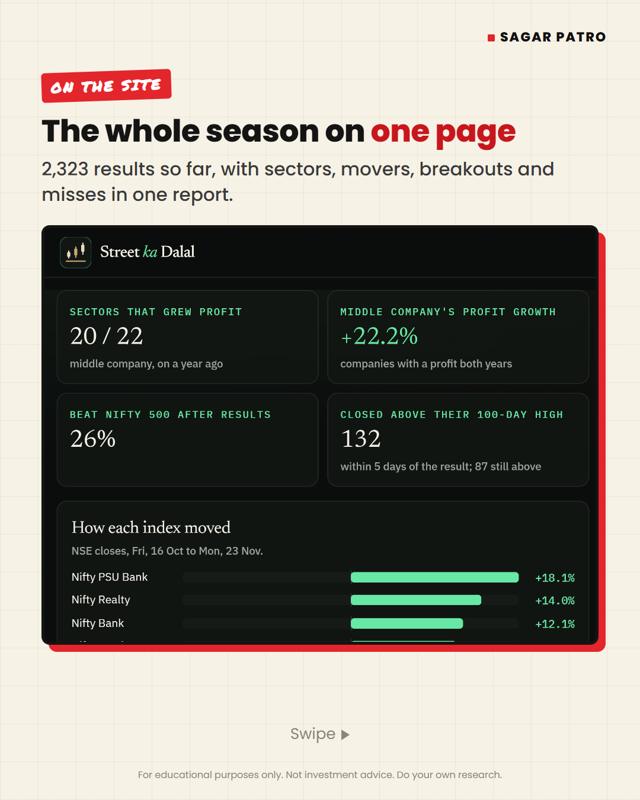 SAGAR PATRO
ON THE SITE
The whole season on one page
2,323 results so far, with sectors, movers, breakouts and
misses in one report.
Street ka Dalal
SECTORS THAT GREW PROFIT
20 / 22
middle company, on a year ago
MIDDLE COMPANY'S PROFIT GROWTH
+22.2%
companies with a profit both years
BEAT NIFTY 500 AFTER RESULTS
26%
CLOSED ABOVE THEIR 100-DAY HIGH
132
within 5 days of the result; 87 still above
How each index moved
NSE closes, Fri, 16 Oct to Mon, 23 Nov.
Nifty PSU Bank +18.1%
Nifty Realty +14.0%
Nifty Bank +12.1%
Swipe ▶
For educational purposes only. Not investment advice. Do your own research.